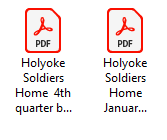 PDF PDF
Holyoke Holyoke
Soldiers Soldiers
Home 4th Home
quarter b... Januar...